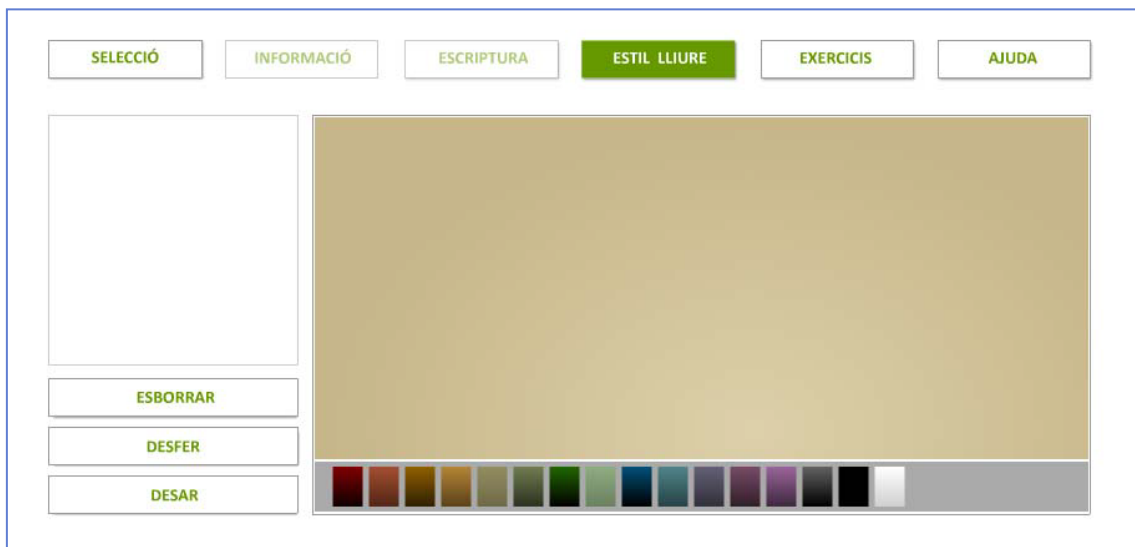 SELECCIÓ INFORMACIÓ ESCRIPTURA ESTIL LLIURE EXERCICIS AJUDA
ESBORRAR
DESFER
DESAR